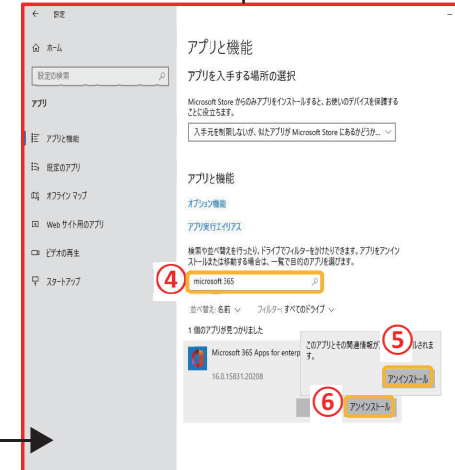 ← 設定
ホーム
設定の検索
アプリ
アプリと機能
既定のアプリ
オフライン マップ
Web サイト用のアプリ
ビデオの再生
スタートアップ
アプリと機能
アプリを入手する場所の選択
Microsoft Store からのみアプリをインストールすると、お使いのデバイスを保護する
ことに役立ちます。
入手元を制限しないが、似たアプリが Microsoft Store にあるかどうか...
アプリと機能
オプション機能
アプリ実行エイリアス
検索や並べ替えを行ったり、ドライブでフィルターをかけたりできます。アプリをアンイン
ストールまたは移動する場合は、一覧で目的のアプリを選びます。
④ microsoft 365
並べ替え: 名前 フィルター: すべてのドライブ
1 個のアプリが見つかりました
Microsoft 365 Apps for enterp
16.0.15831.20208
このアプリとその関連情報が ⑤ ルされま
す。
アンインストール
⑥ アンインストール